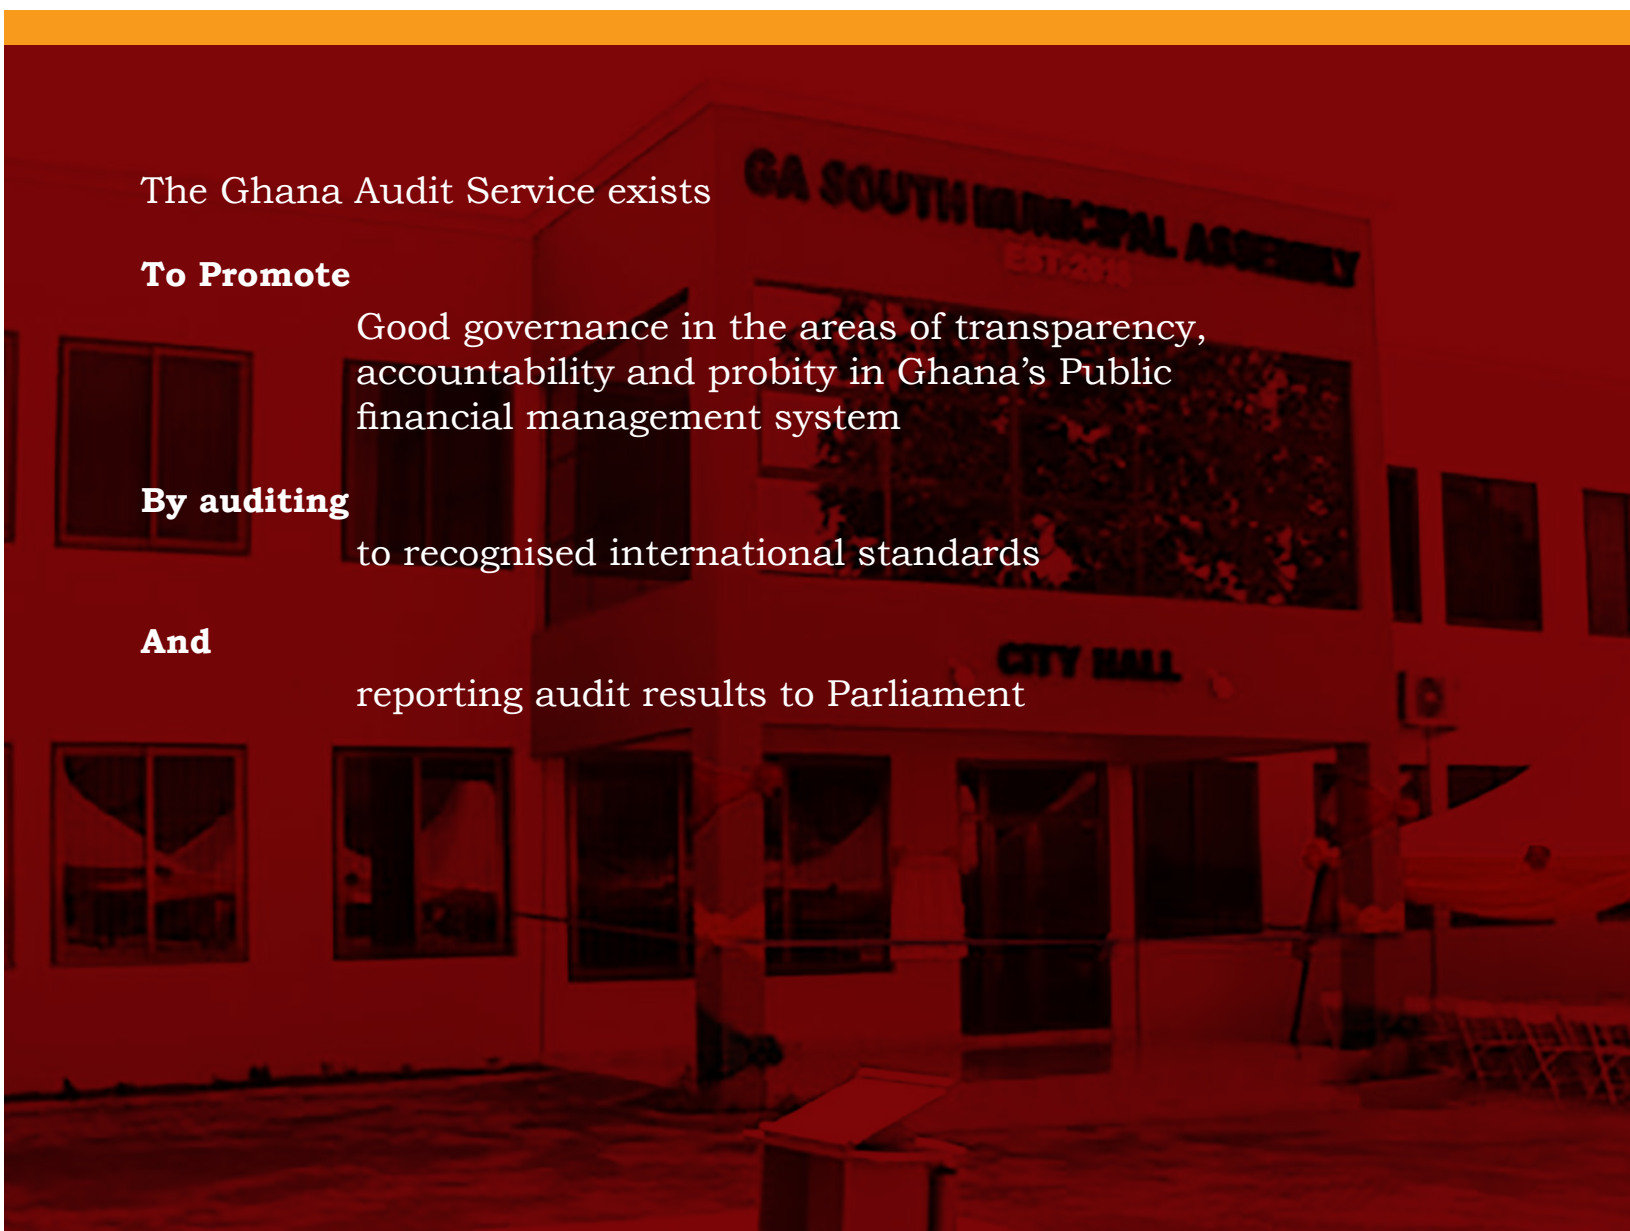 The Ghana Audit Service exists
GA SOUTH MUNICIPAL ASSEMBLY
To Promote
Good governance in the areas of transparency,
accountability and probity in Ghana’s Public
financial management system
By auditing
to recognised international standards
And
CITY HALL
reporting audit results to Parliament